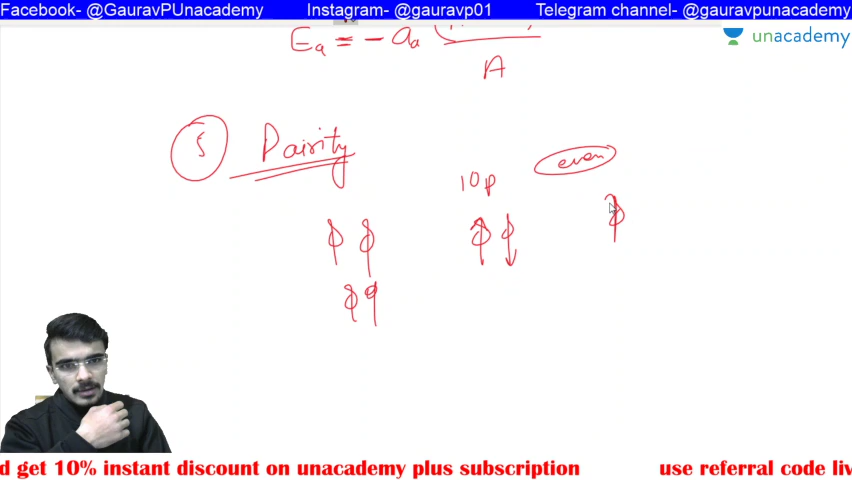 Facebook- @GauravPUnacademy Instagram- @gauravp01 Telegram channel- @gauravpunacademy
unacademy
Ea = - aa
A
5 Pairity
10p even
d get 10% instant discount on unacademy plus subscription use referral code liv